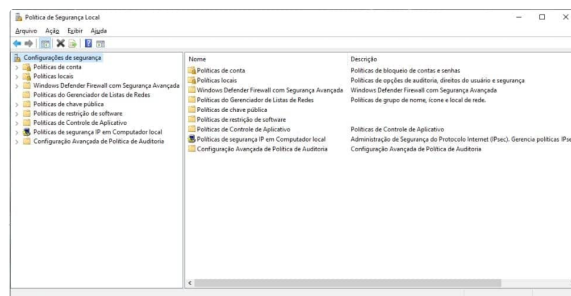 Política de Segurança Local
Arquivo Ação Exibir Ajuda
Configurações de segurança
Políticas de conta
Políticas locais
Windows Defender Firewall com Segurança Avançada
Políticas do Gerenciador de Listas de Redes
Políticas de chave pública
Políticas de restrição de software
Políticas de Controle de Aplicativo
Políticas de segurança IP em Computador local
Configuração Avançada de Política de Auditoria
Nome Descrição
Políticas de conta Políticas de bloqueio de contas e senhas
Políticas locais Políticas de opções de auditoria, direitos do usuário e segurança
Windows Defender Firewall com Segurança Avançada Windows Defender Firewall com Segurança Avançada
Políticas do Gerenciador de Listas de Redes Políticas de grupo de nome, ícone e local de rede.
Políticas de chave pública
Políticas de restrição de software
Políticas de Controle de Aplicativo Políticas de Controle de Aplicativo
Políticas de segurança IP em Computador local Administração de Segurança do Protocolo Internet (IPsec). Gerencia políticas IPse
Configuração Avançada de Política de Auditoria Configuração Avançada de Política de Auditoria